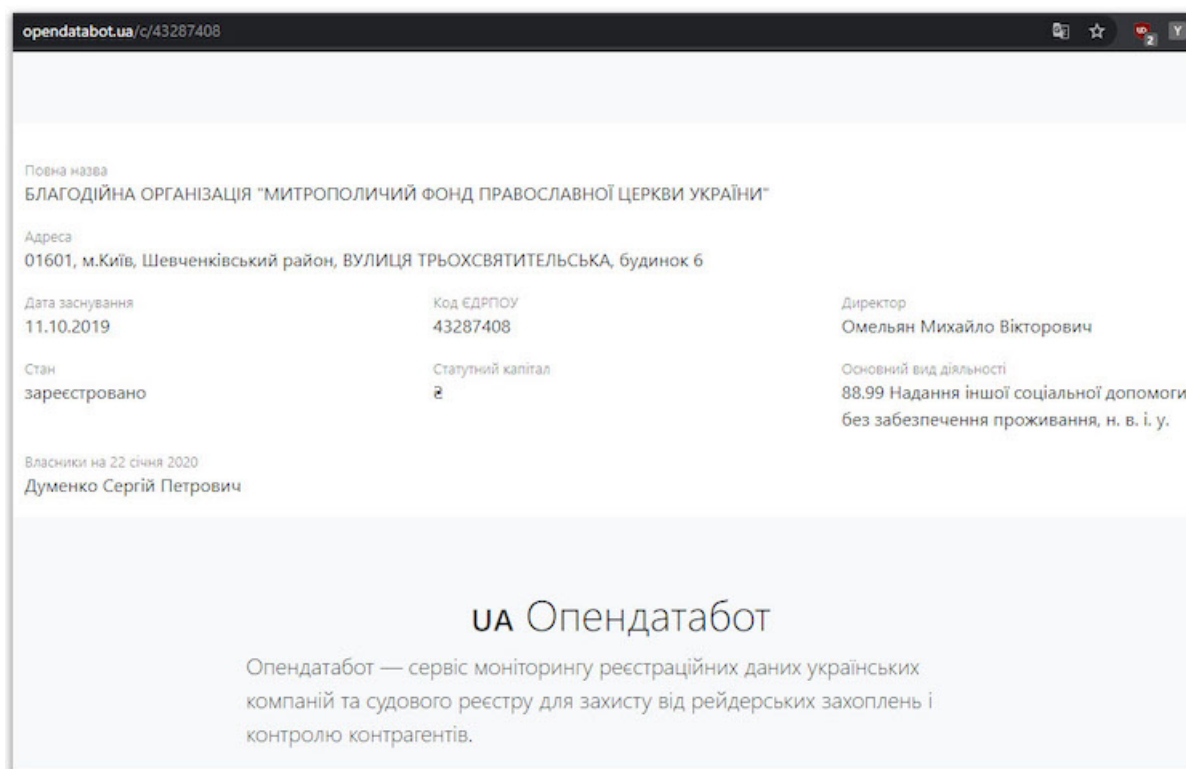 opendatabot.ua/c/43287408
2
Y
Повна назва
БЛАГОДІЙНА ОРГАНІЗАЦІЯ "МИТРОПОЛИЧИЙ ФОНД ПРАВОСЛАВНОЇ ЦЕРКВИ УКРАЇНИ"
Адреса
01601, м.Київ, Шевченківський район, ВУЛИЦЯ ТРЬОХСВЯТИТЕЛЬСЬКА, будинок 6
Дата заснування
11.10.2019
Код ЄДРПОУ
43287408
Директор
Омельян Михайло Вікторович
Стан
зареєстровано
Статутний капітал
₴
Основний вид діяльності
88.99 Надання іншої соціальної допомоги
без забезпечення проживання, н. в. і. у.
Власники на 22 січня 2020
Думенко Сергій Петрович
UA Опендатабот
Опендатабот — сервіс моніторингу реєстраційних даних українських
компаній та судового реєстру для захисту від рейдерських захоплень і
контролю контрагентів.